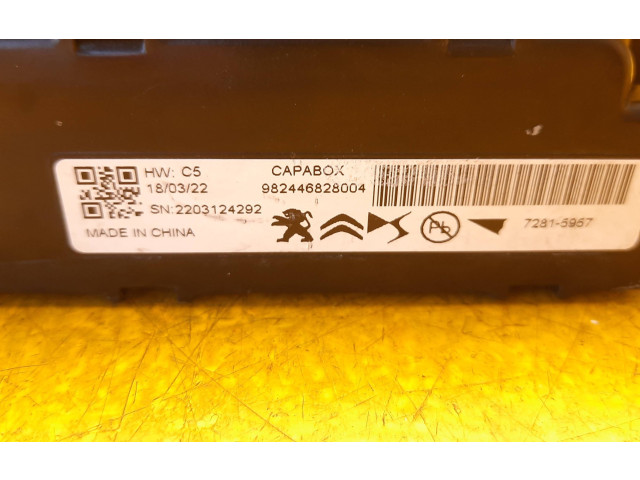 HW: C5
CAPABOX
18/03/22
982446828004
SN:2203124292
Pb
7281-5957
MADE IN CHINA